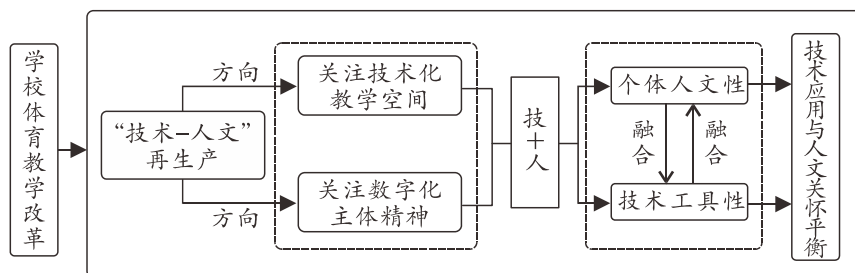 学校体育教学改革
“技术-人文”
再生产
方向
方向
关注技术化
教学空间
关注数字化
主体精神
技+人
个体人文性
融合
融合
技术工具性
技术应用与人文关怀平衡